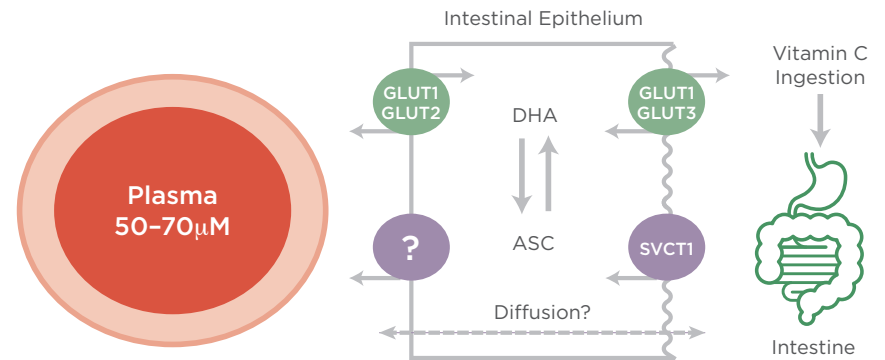 Intestinal Epithelium
Vitamin C
Ingestion
GLUT1
GLUT2
GLUT1
GLUT3
DHA
Plasma
50–70μM
?
ASC
SVCT1
Diffusion?
Intestine